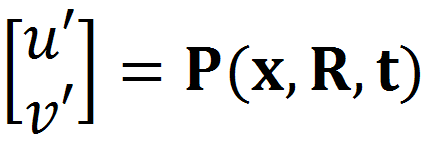 [u′ v′] = P(x, R, t)